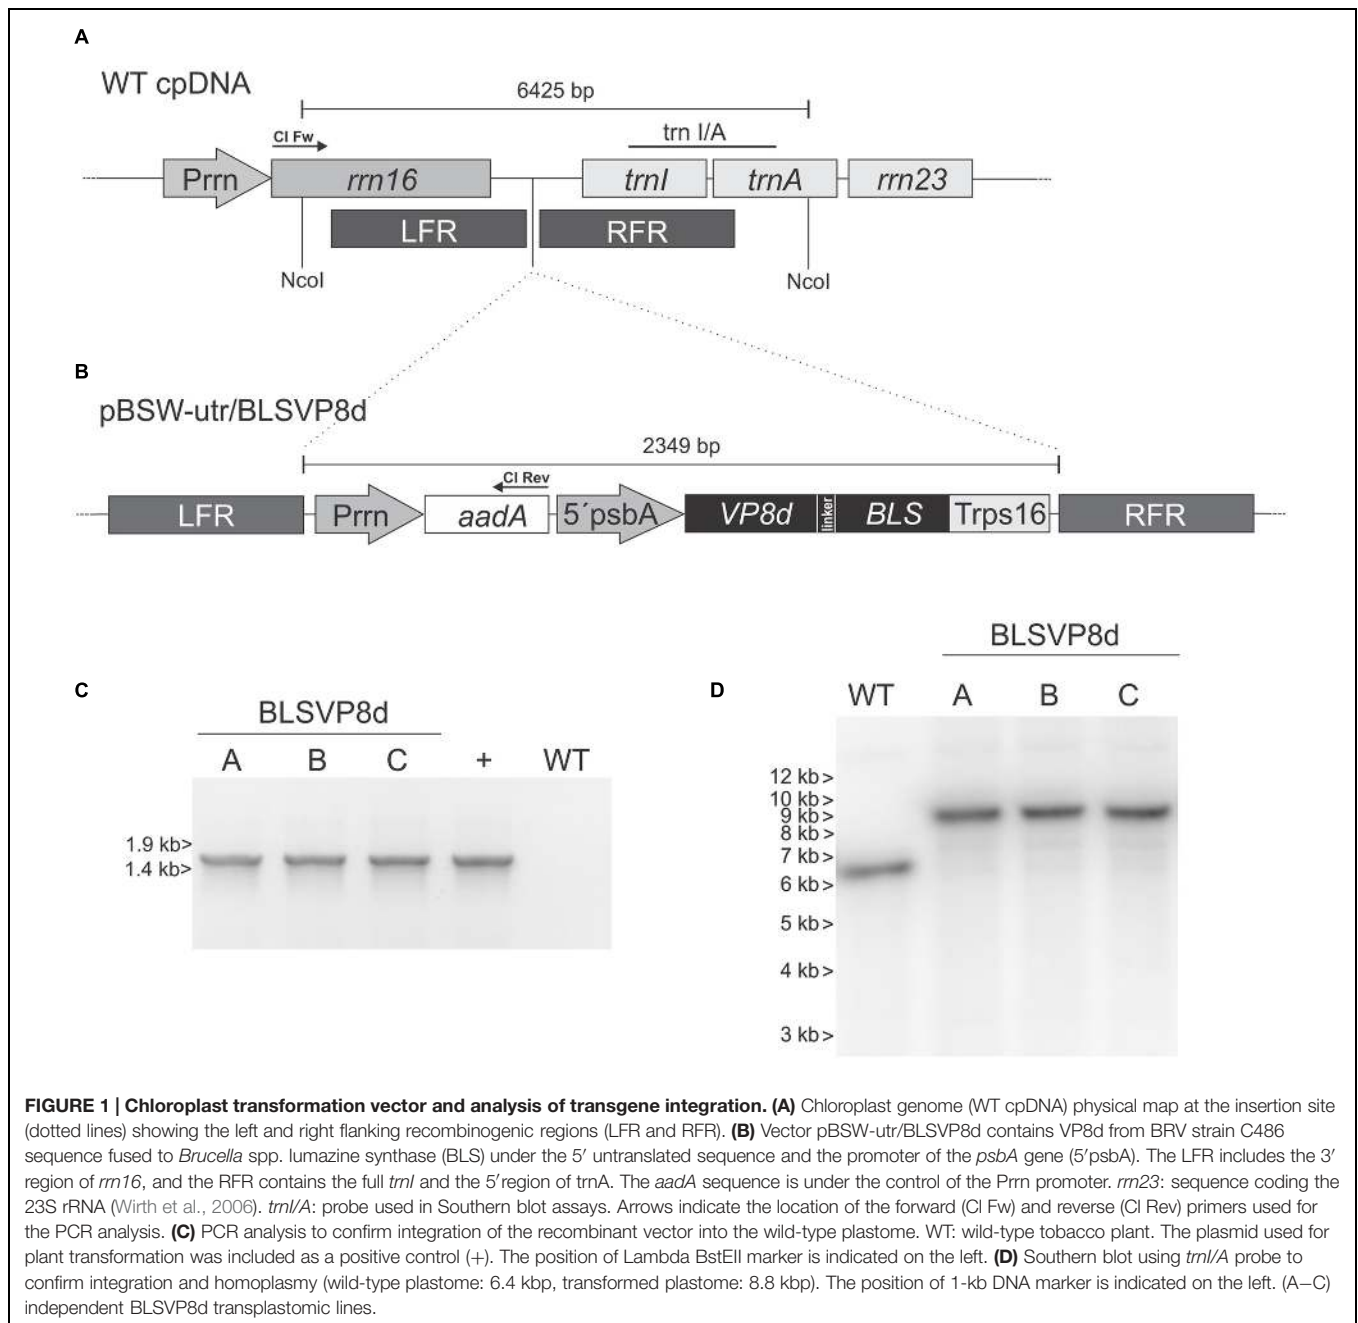 A
WT cpDNA
6425 bp
CI Fw
trn I/A
Prrn
rrn16
trnI
trnA
rrn23
LFR
RFR
NcoI
NcoI
B
pBSW-utr/BLSVP8d
2349 bp
CI Rev
LFR
Prrn
aadA
5´psbA
VP8d
linker
BLS
Trps16
RFR
C
BLSVP8d
A B C + WT
1.9 kb>
1.4 kb>
D
BLSVP8d
WT A B C
12 kb>
10 kb>
9 kb>
8 kb>
7 kb>
6 kb>
5 kb>
4 kb>
3 kb>
FIGURE 1 | Chloroplast transformation vector and analysis of transgene integration. (A) Chloroplast genome (WT cpDNA) physical map at the insertion site
(dotted lines) showing the left and right flanking recombinogenic regions (LFR and RFR). (B) Vector pBSW-utr/BLSVP8d contains VP8d from BRV strain C486
sequence fused to Brucella spp. lumazine synthase (BLS) under the 5′ untranslated sequence and the promoter of the psbA gene (5′psbA). The LFR includes the 3′
region of rrn16, and the RFR contains the full trnI and the 5′region of trnA. The aadA sequence is under the control of the Prrn promoter. rrn23: sequence coding the
23S rRNA (Wirth et al., 2006). trnI/A: probe used in Southern blot assays. Arrows indicate the location of the forward (Cl Fw) and reverse (Cl Rev) primers used for
the PCR analysis. (C) PCR analysis to confirm integration of the recombinant vector into the wild-type plastome. WT: wild-type tobacco plant. The plasmid used for
plant transformation was included as a positive control (+). The position of Lambda BstEII marker is indicated on the left. (D) Southern blot using trnI/A probe to
confirm integration and homoplasmy (wild-type plastome: 6.4 kbp, transformed plastome: 8.8 kbp). The position of 1-kb DNA marker is indicated on the left. (A–C)
independent BLSVP8d transplastomic lines.